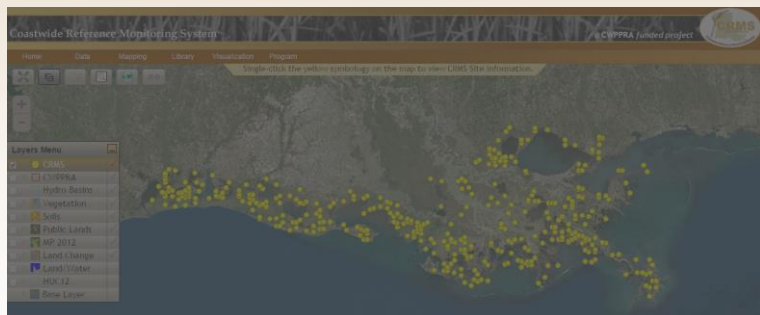 Coastwide Reference Monitoring System
a CWPPRA funded project
CRMS
Home Data Mapping Library Visualization Program
Single-click the yellow symbology on the map to View CRMS Site Information.
Layers Menu
CRMS
CWPPRA
Hydro Basins
Vegetation
Soils
Public Lands
MP 2012
Land Change
Land/Water
HUC12
Base Layer